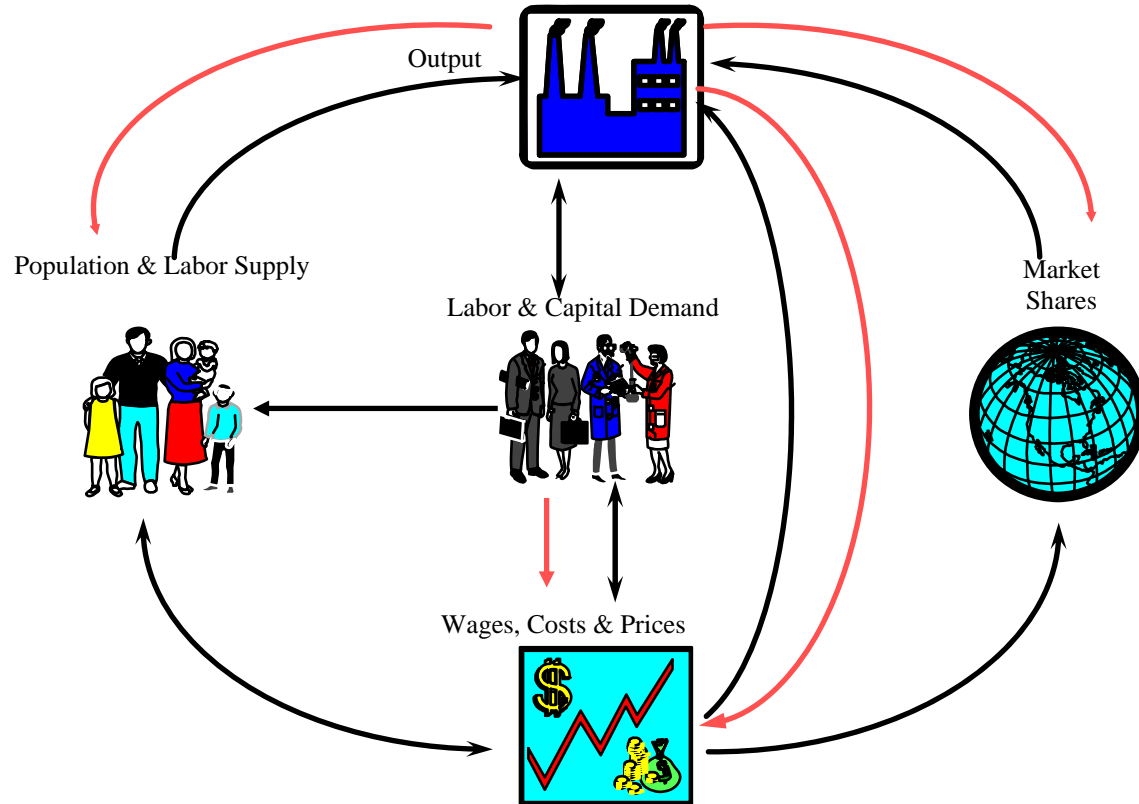 Output
Population & Labor Supply
Market
Shares
Labor & Capital Demand
Wages, Costs & Prices
$
$